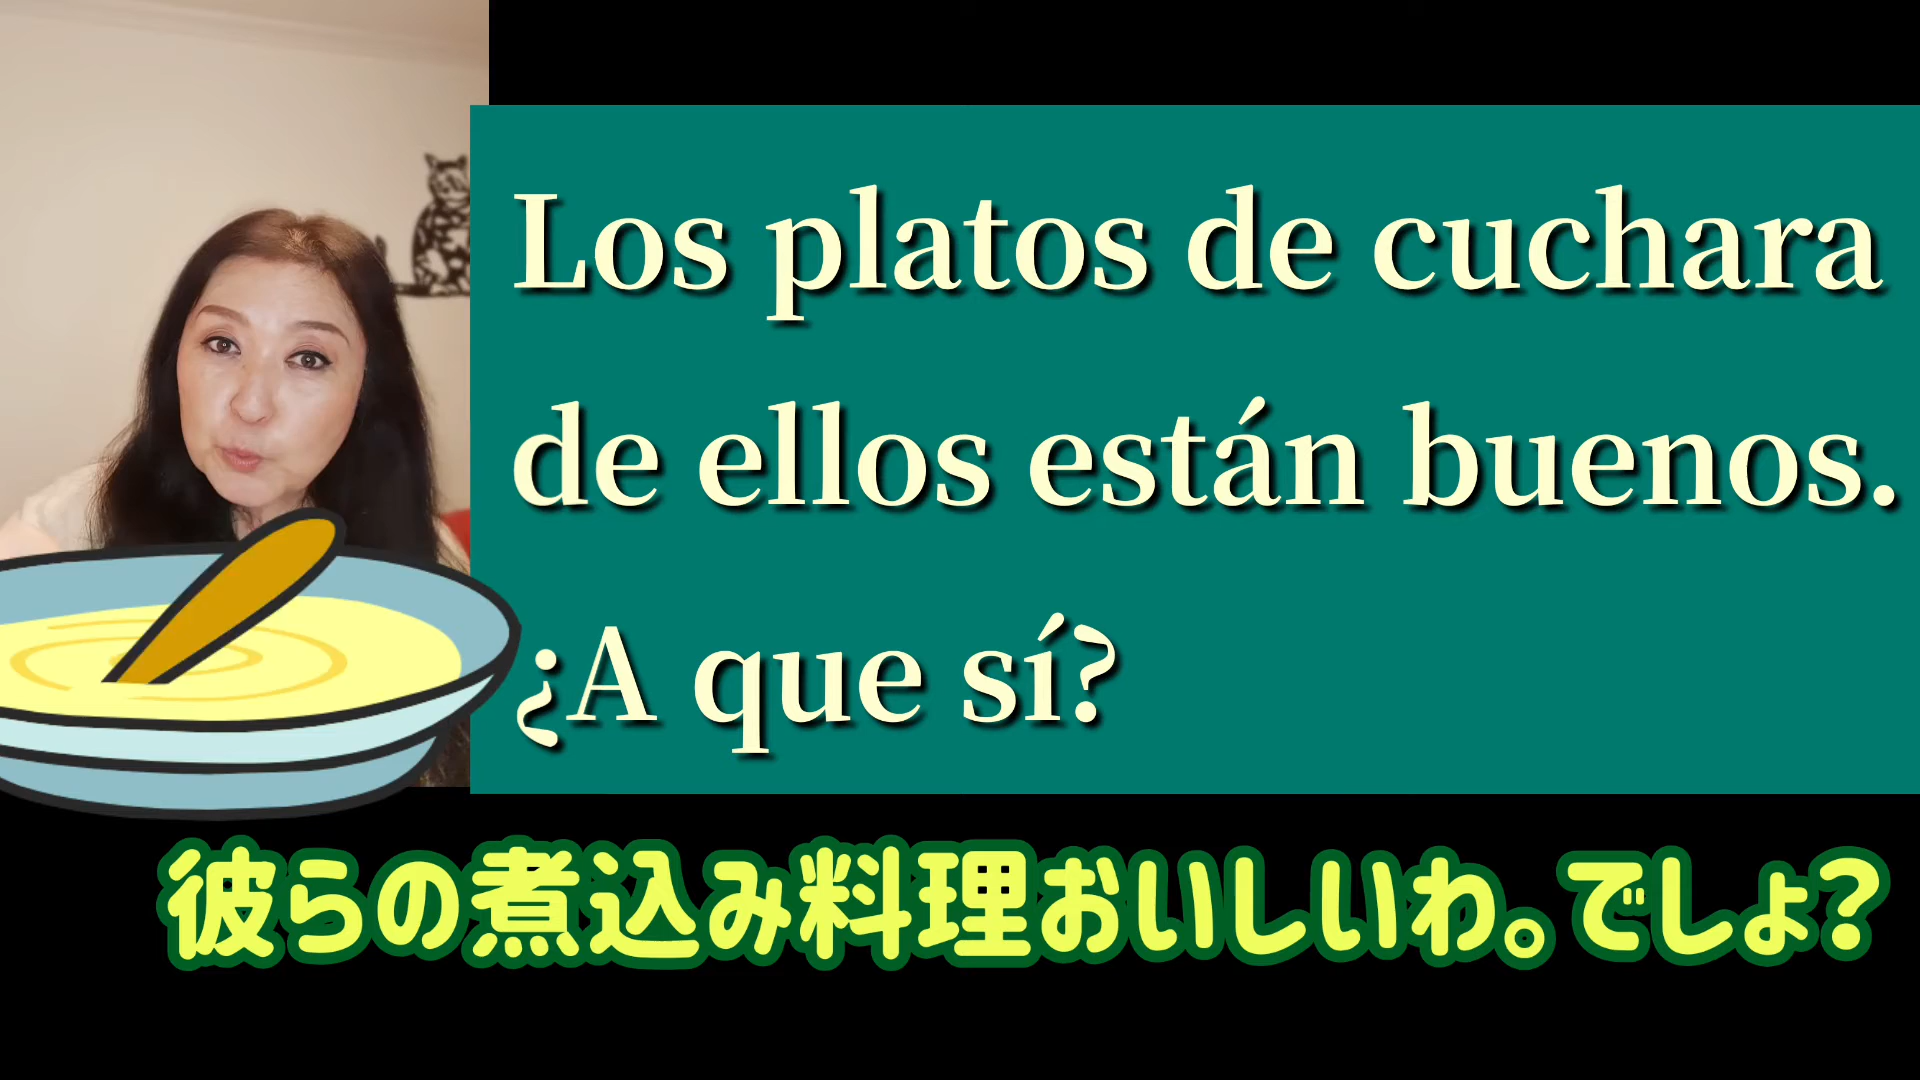 Los platos de cuchara
de ellos están buenos.
¿A que sí?
彼らの煮込み料理おいしいわ。でしょ？